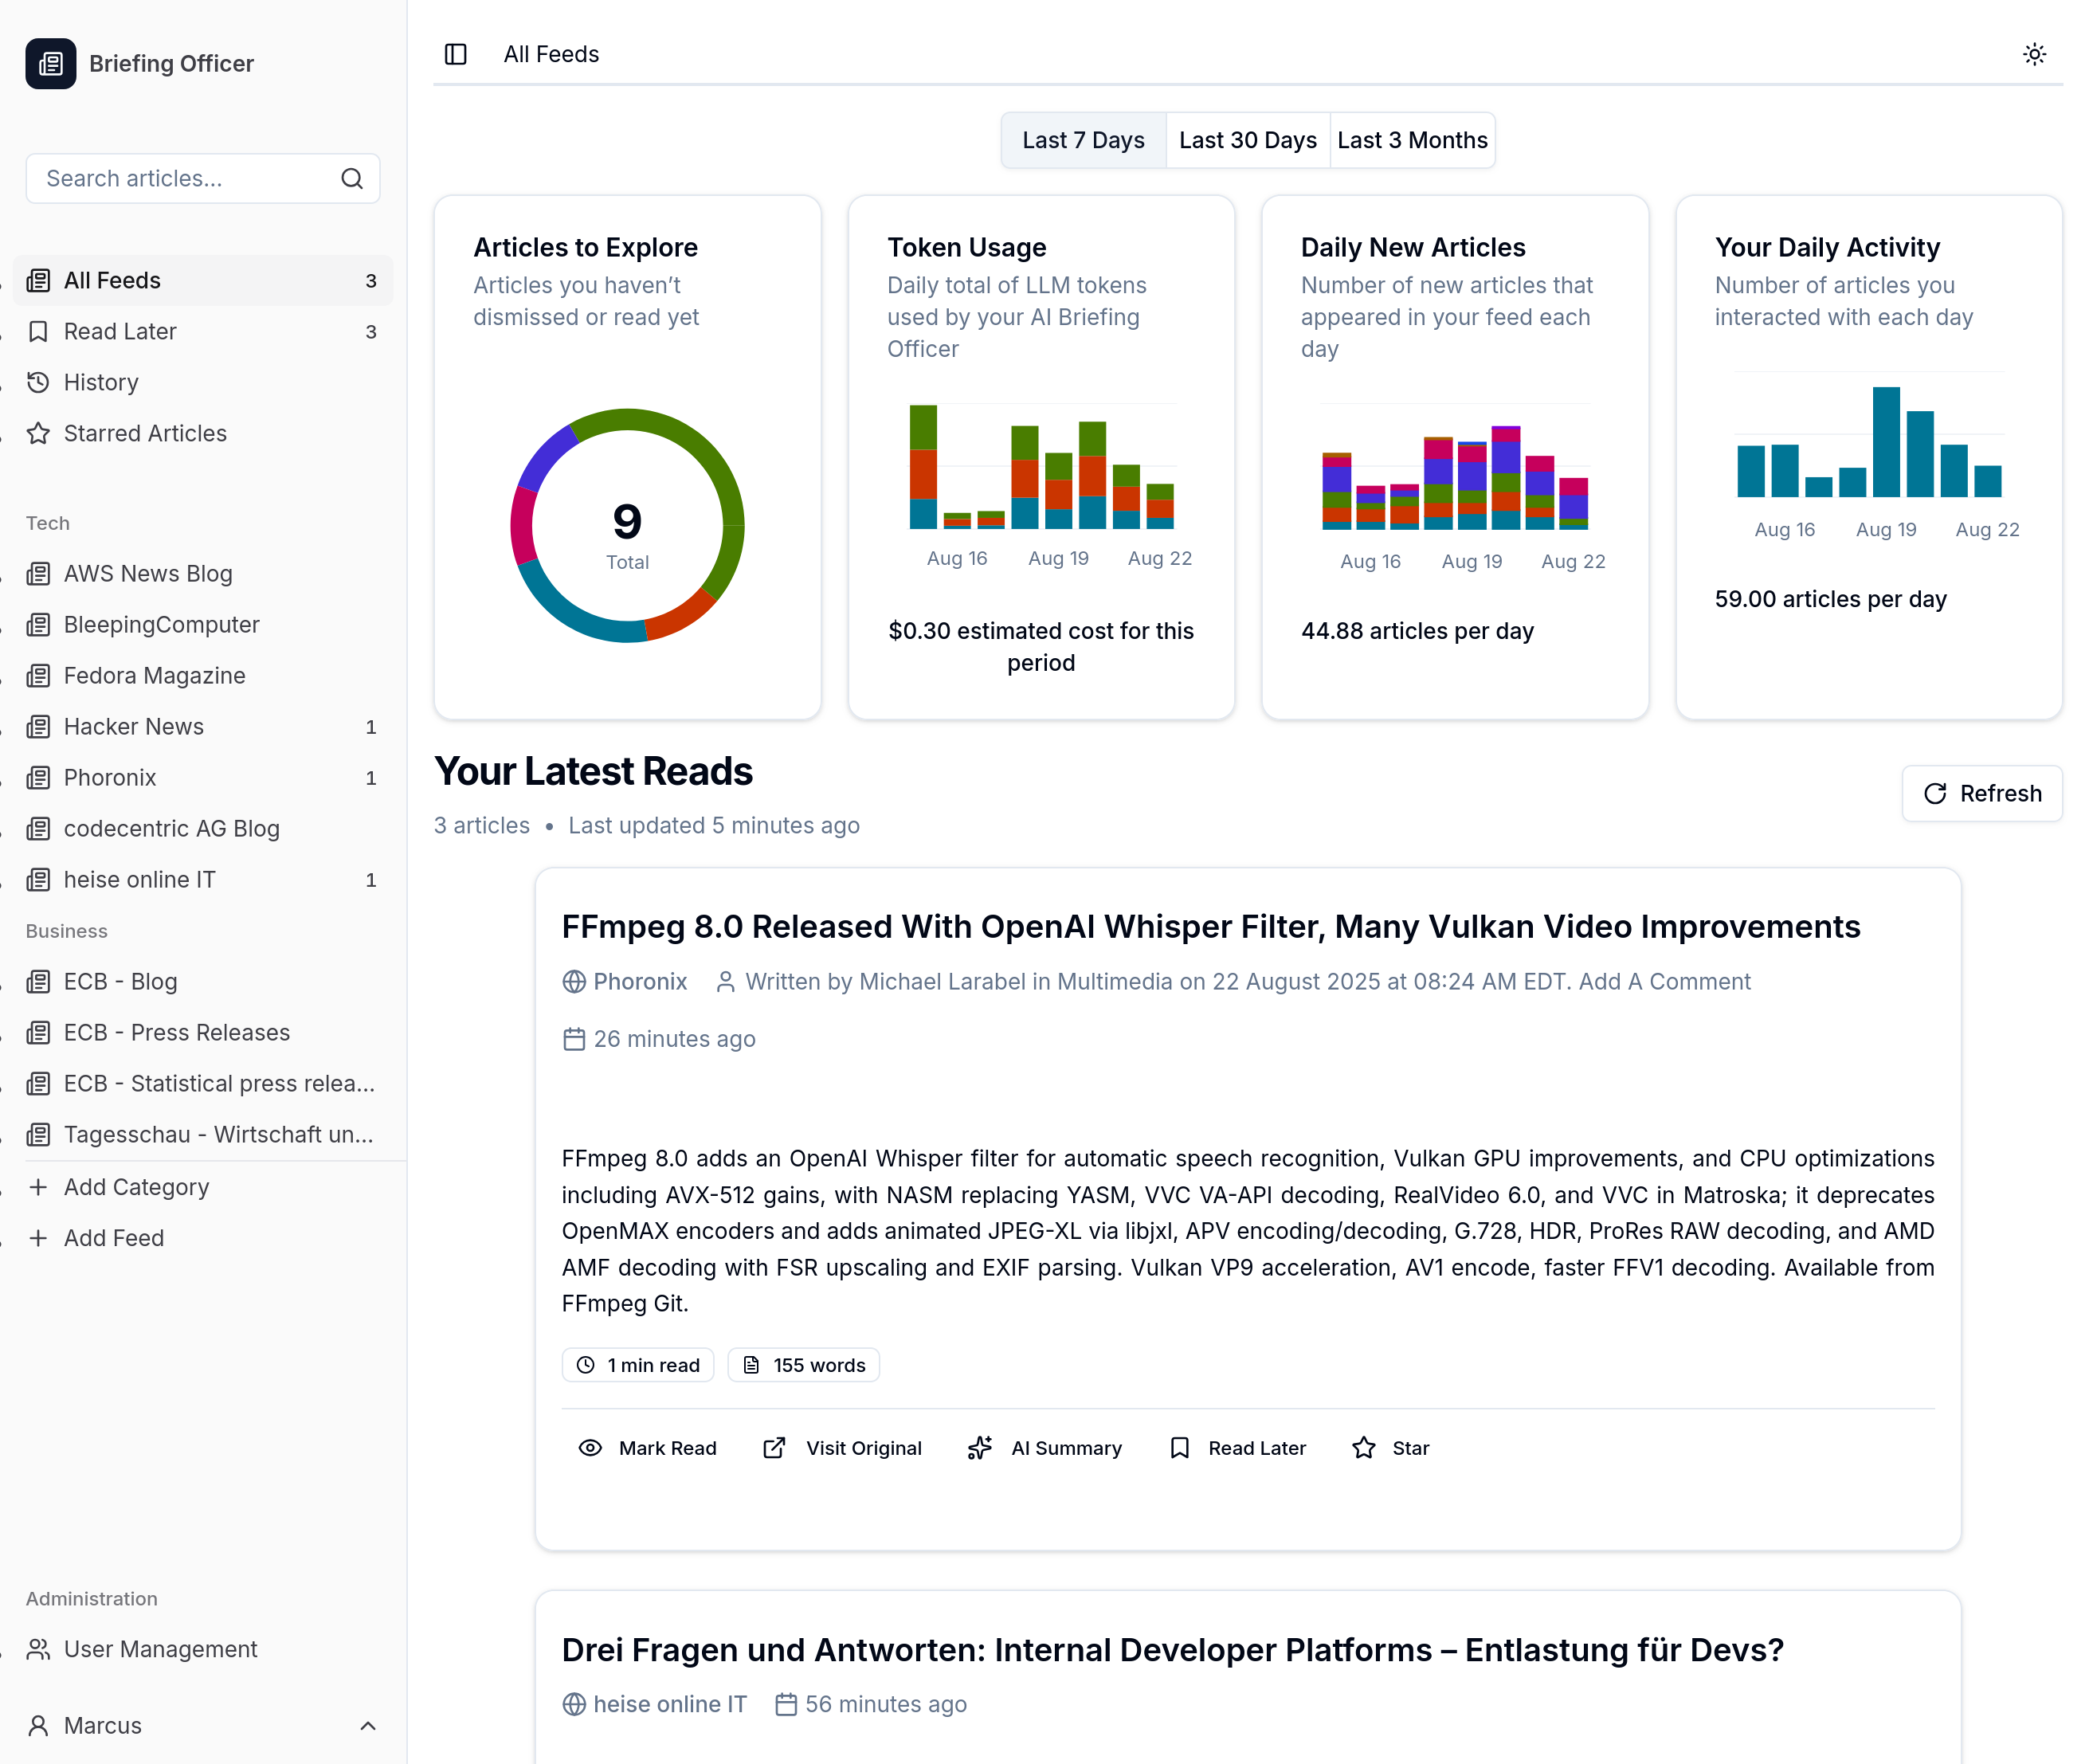 Briefing Officer
Search articles...
All Feeds 3
Read Later 3
History
Starred Articles
Tech
AWS News Blog
BleepingComputer
Fedora Magazine
Hacker News 1
Phoronix 1
codecentric AG Blog
heise online IT 1
Business
ECB - Blog
ECB - Press Releases
ECB - Statistical press relea...
Tagesschau - Wirtschaft un...
Add Category
Add Feed
Administration
User Management
Marcus
All Feeds
Last 7 Days Last 30 Days Last 3 Months
Articles to Explore
Articles you haven’t
dismissed or read yet
9
Total
Token Usage
Daily total of LLM tokens
used by your AI Briefing
Officer
Aug 16 Aug 19 Aug 22
$0.30 estimated cost for this
period
Daily New Articles
Number of new articles that
appeared in your feed each
day
Aug 16 Aug 19 Aug 22
44.88 articles per day
Your Daily Activity
Number of articles you
interacted with each day
Aug 16 Aug 19 Aug 22
59.00 articles per day
Your Latest Reads
3 articles • Last updated 5 minutes ago
Refresh
FFmpeg 8.0 Released With OpenAI Whisper Filter, Many Vulkan Video Improvements
Phoronix Written by Michael Larabel in Multimedia on 22 August 2025 at 08:24 AM EDT. Add A Comment
26 minutes ago
FFmpeg 8.0 adds an OpenAI Whisper filter for automatic speech recognition, Vulkan GPU improvements, and CPU optimizations
including AVX-512 gains, with NASM replacing YASM, VVC VA-API decoding, RealVideo 6.0, and VVC in Matroska; it deprecates
OpenMAX encoders and adds animated JPEG-XL via libjxl, APV encoding/decoding, G.728, HDR, ProRes RAW decoding, and AMD
AMF decoding with FSR upscaling and EXIF parsing. Vulkan VP9 acceleration, AV1 encode, faster FFV1 decoding. Available from
FFmpeg Git.
1 min read 155 words
Mark Read Visit Original AI Summary Read Later Star
Drei Fragen und Antworten: Internal Developer Platforms – Entlastung für Devs?
heise online IT 56 minutes ago